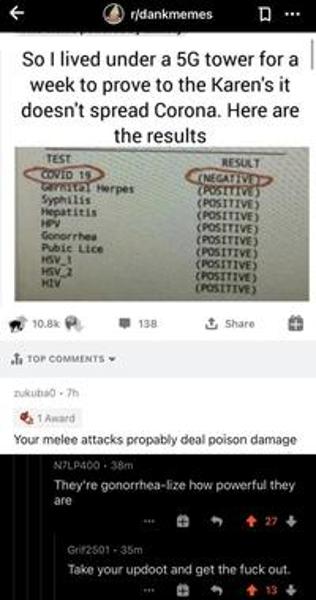 r/dankmemes
So I lived under a 5G tower for a
week to prove to the Karen's it
doesn't spread Corona. Here are
the results
TEST RESULT
COVID 19 (NEGATIVE)
Genital Herpes (POSITIVE)
Syphilis (POSITIVE)
Hepatitis (POSITIVE)
HPV (POSITIVE)
Gonorrhea (POSITIVE)
Pubic Lice (POSITIVE)
HSV_1 (POSITIVE)
HSV_2 (POSITIVE)
HIV (POSITIVE)
10.8k 138 Share
TOP COMMENTS
zukuba0 • 7h
1 Award
Your melee attacks propably deal poison damage
N7LP400 • 38m
They're gonorrhea-lize how powerful they
are
27
Grif2501 • 35m
Take your updoot and get the fuck out.
13